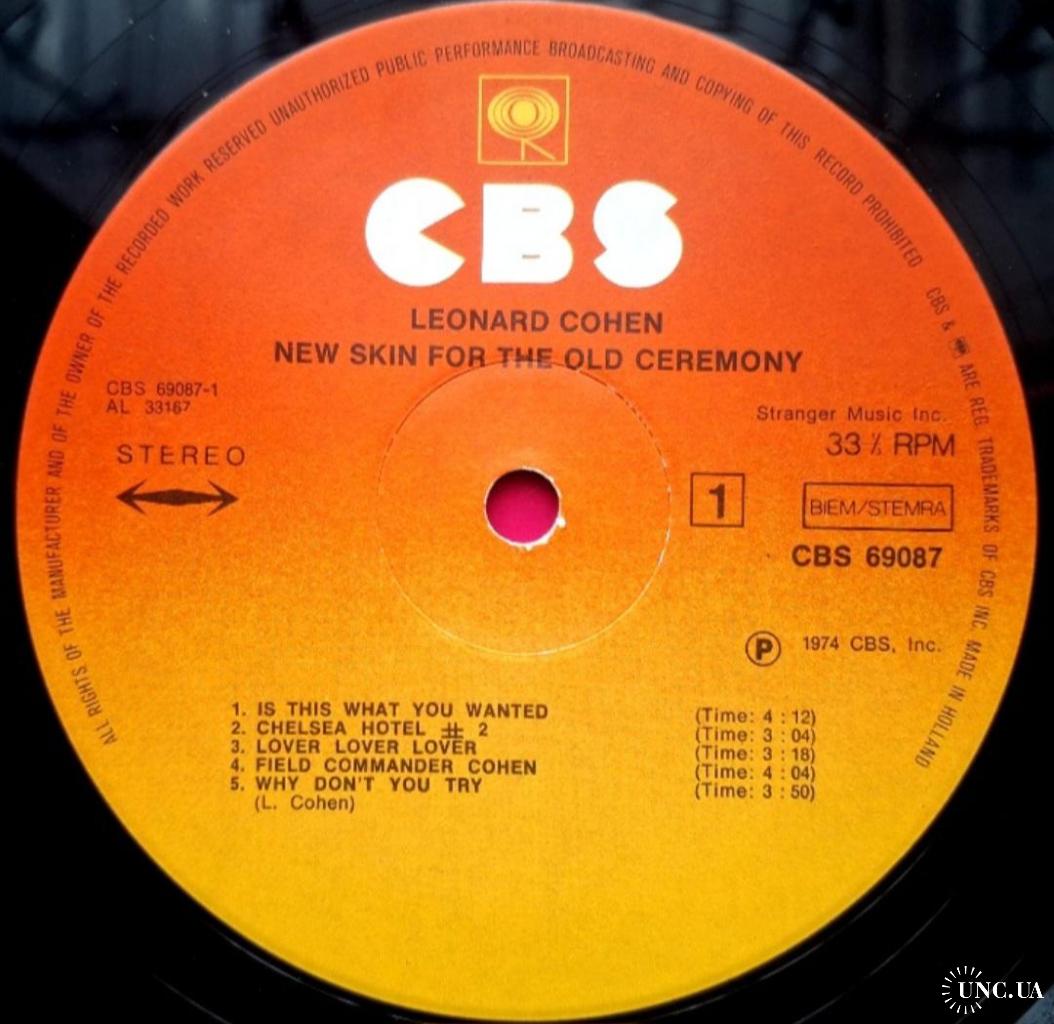 ALL RIGHTS OF THE MANUFACTURER AND OF THE OWNER OF THE RECORDED WORK RESERVED UNAUTHORIZED PUBLIC PERFORMANCE BROADCASTING AND COPYING OF THIS RECORD PROHIBITED
CBS & ARE REG. TRADEMARKS OF CBS INC. MADE IN HOLLAND
CBS
LEONARD COHEN
NEW SKIN FOR THE OLD CEREMONY
CBS 69087-1
AL 33167
STEREO
Stranger Music Inc.
33 ⅓ RPM
1
BIEM/STEMRA
CBS 69087
Ⓟ 1974 CBS, Inc.
1. IS THIS WHAT YOU WANTED (Time: 4 : 12)
2. CHELSEA HOTEL # 2 (Time: 3 : 04)
3. LOVER LOVER LOVER (Time: 3 : 18)
4. FIELD COMMANDER COHEN (Time: 4 : 04)
5. WHY DON'T YOU TRY (Time: 3 : 50)
(L. Cohen)
UNC.UA